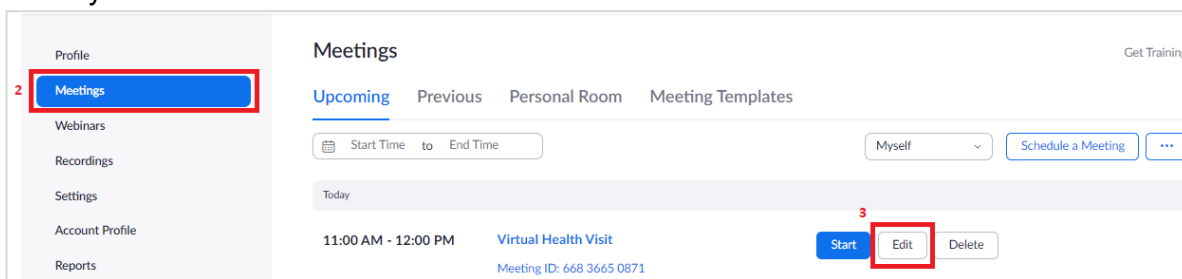 Profile
2 Meetings
Webinars
Recordings
Settings
Account Profile
Reports
Meetings
Get Training
Upcoming Previous Personal Room Meeting Templates
Start Time to End Time
Myself
Schedule a Meeting
...
Today
3
11:00 AM - 12:00 PM
Virtual Health Visit
Start Edit Delete
Meeting ID: 668 3665 0871